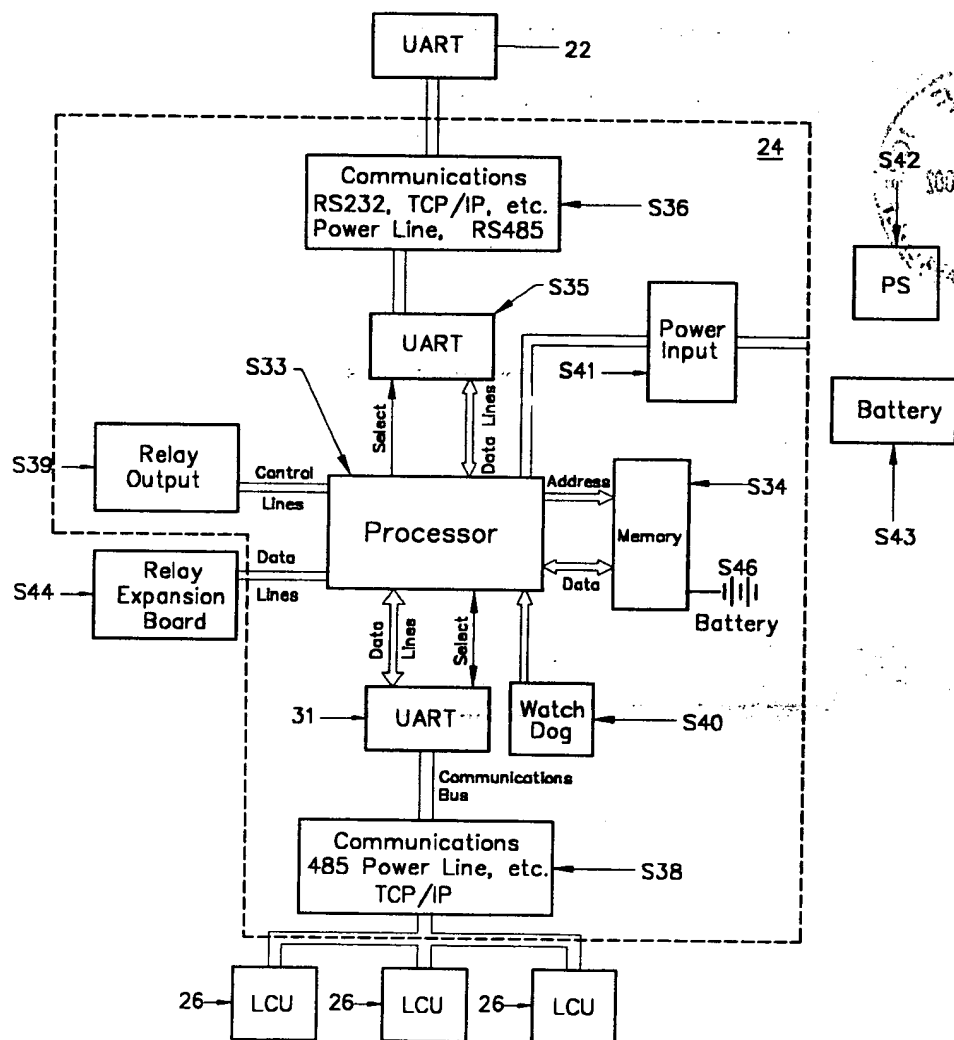 UART
22
24
S42
Communications
RS232, TCP/IP, etc.
Power Line, RS485
S36
PS
S35
UART
Power
Input
S33
S41
Select
Data Lines
Battery
S39
Relay
Output
Control
Lines
Address
S34
Processor
Memory
S43
S44
Relay
Expansion
Board
Data
Lines
Data
S46
Battery
Data
Lines
Select
31
UART
Watch
Dog
S40
Communications
Bus
Communications
485 Power Line, etc.
TCP/IP
S38
26
LCU
26
LCU
26
LCU